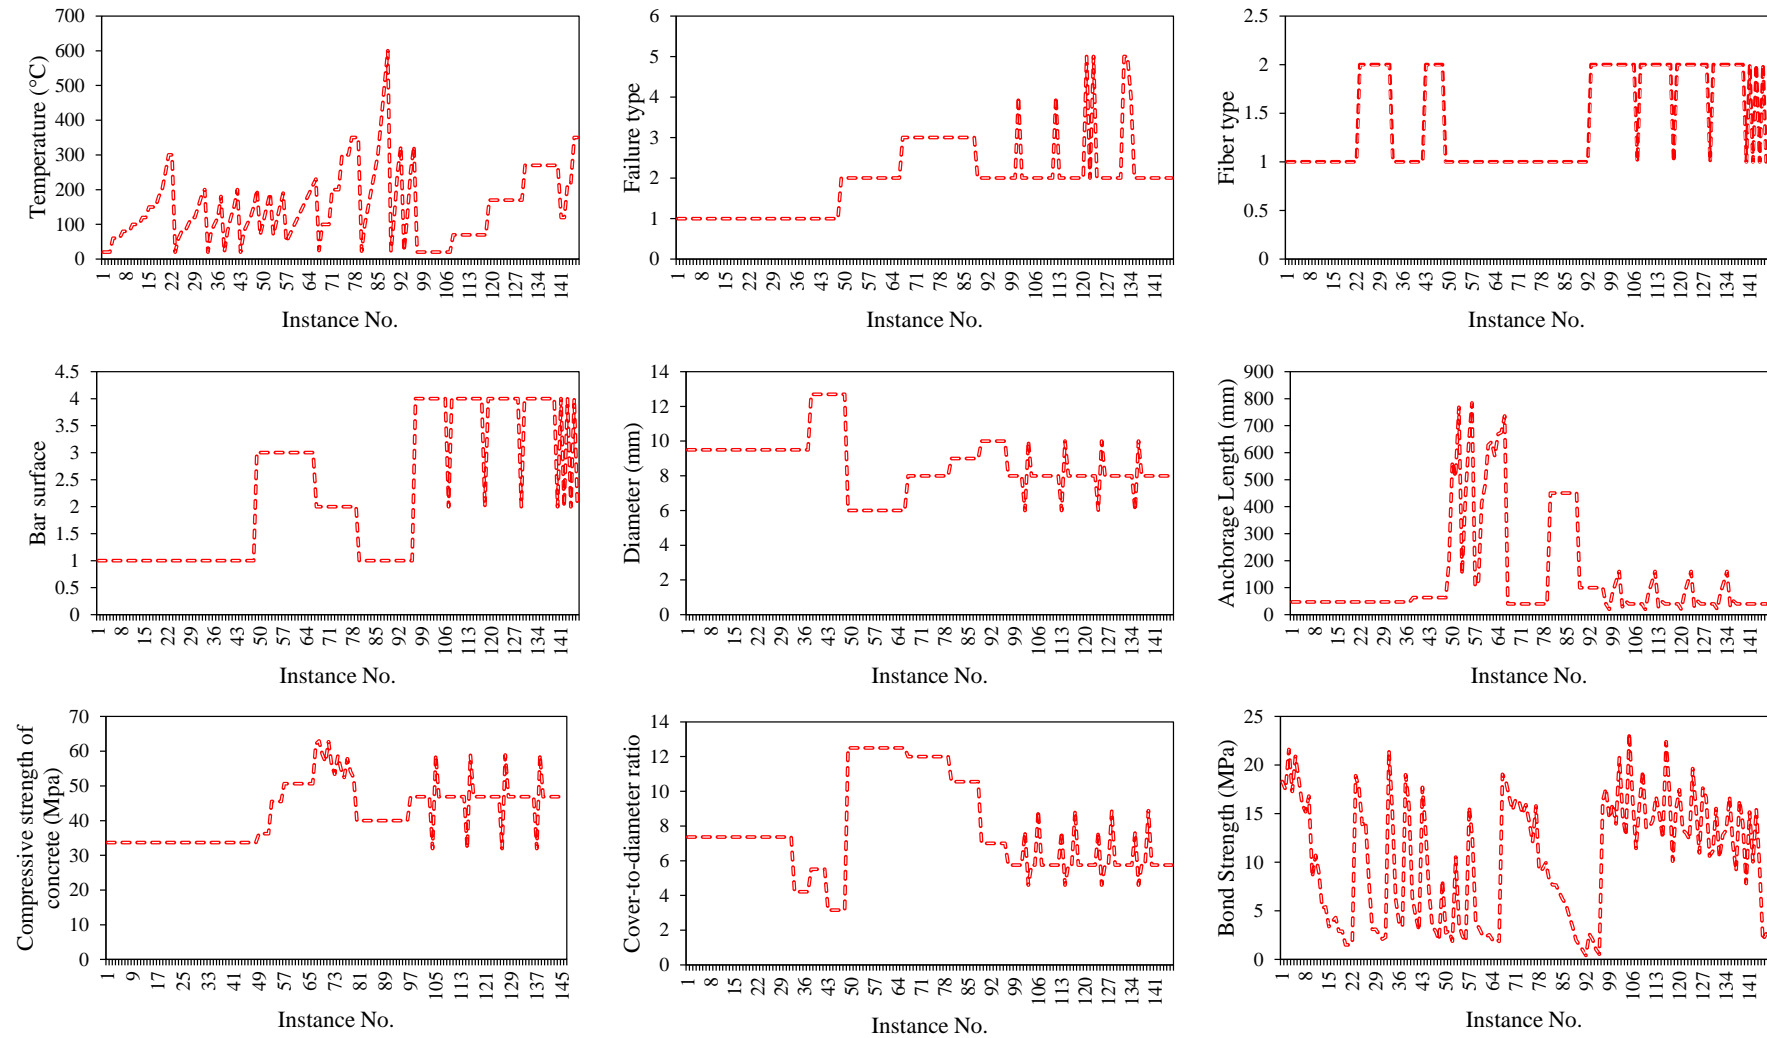 700
600
500
400
300
200
100
0
Temperature (°C)
1 8 15 22 29 36 43 50 57 64 71 78 85 92 99 106 113 120 127 134 141
Instance No.
6
5
4
3
2
1
0
Failure type
1 8 15 22 29 36 43 50 57 64 71 78 85 92 99 106 113 120 127 134 141
Instance No.
2.5
2
1.5
1
0.5
0
Fiber type
1 8 15 22 29 36 43 50 57 64 71 78 85 92 99 106 113 120 127 134 141
Instance No.
4.5
4
3.5
3
2.5
2
1.5
1
0.5
0
Bar surface
1 8 15 22 29 36 43 50 57 64 71 78 85 92 99 106 113 120 127 134 141
Instance No.
14
12
10
8
6
4
2
0
Diameter (mm)
1 8 15 22 29 36 43 50 57 64 71 78 85 92 99 106 113 120 127 134 141
Instance No.
900
800
700
600
500
400
300
200
100
0
Anchorage Length (mm)
1 8 15 22 29 36 43 50 57 64 71 78 85 92 99 106 113 120 127 134 141
Instance No.
70
60
50
40
30
20
10
0
Compressive strength of
concrete (Mpa)
1 9 17 25 33 41 49 57 65 73 81 89 97 105 113 121 129 137 145
Instance No.
14
12
10
8
6
4
2
0
Cover-to-diameter ratio
1 8 15 22 29 36 43 50 57 64 71 78 85 92 99 106 113 120 127 134 141
Instance No.
25
20
15
10
5
0
Bond Strength (MPa)
1 8 15 22 29 36 43 50 57 64 71 78 85 92 99 106 113 120 127 134 141
Instance No.